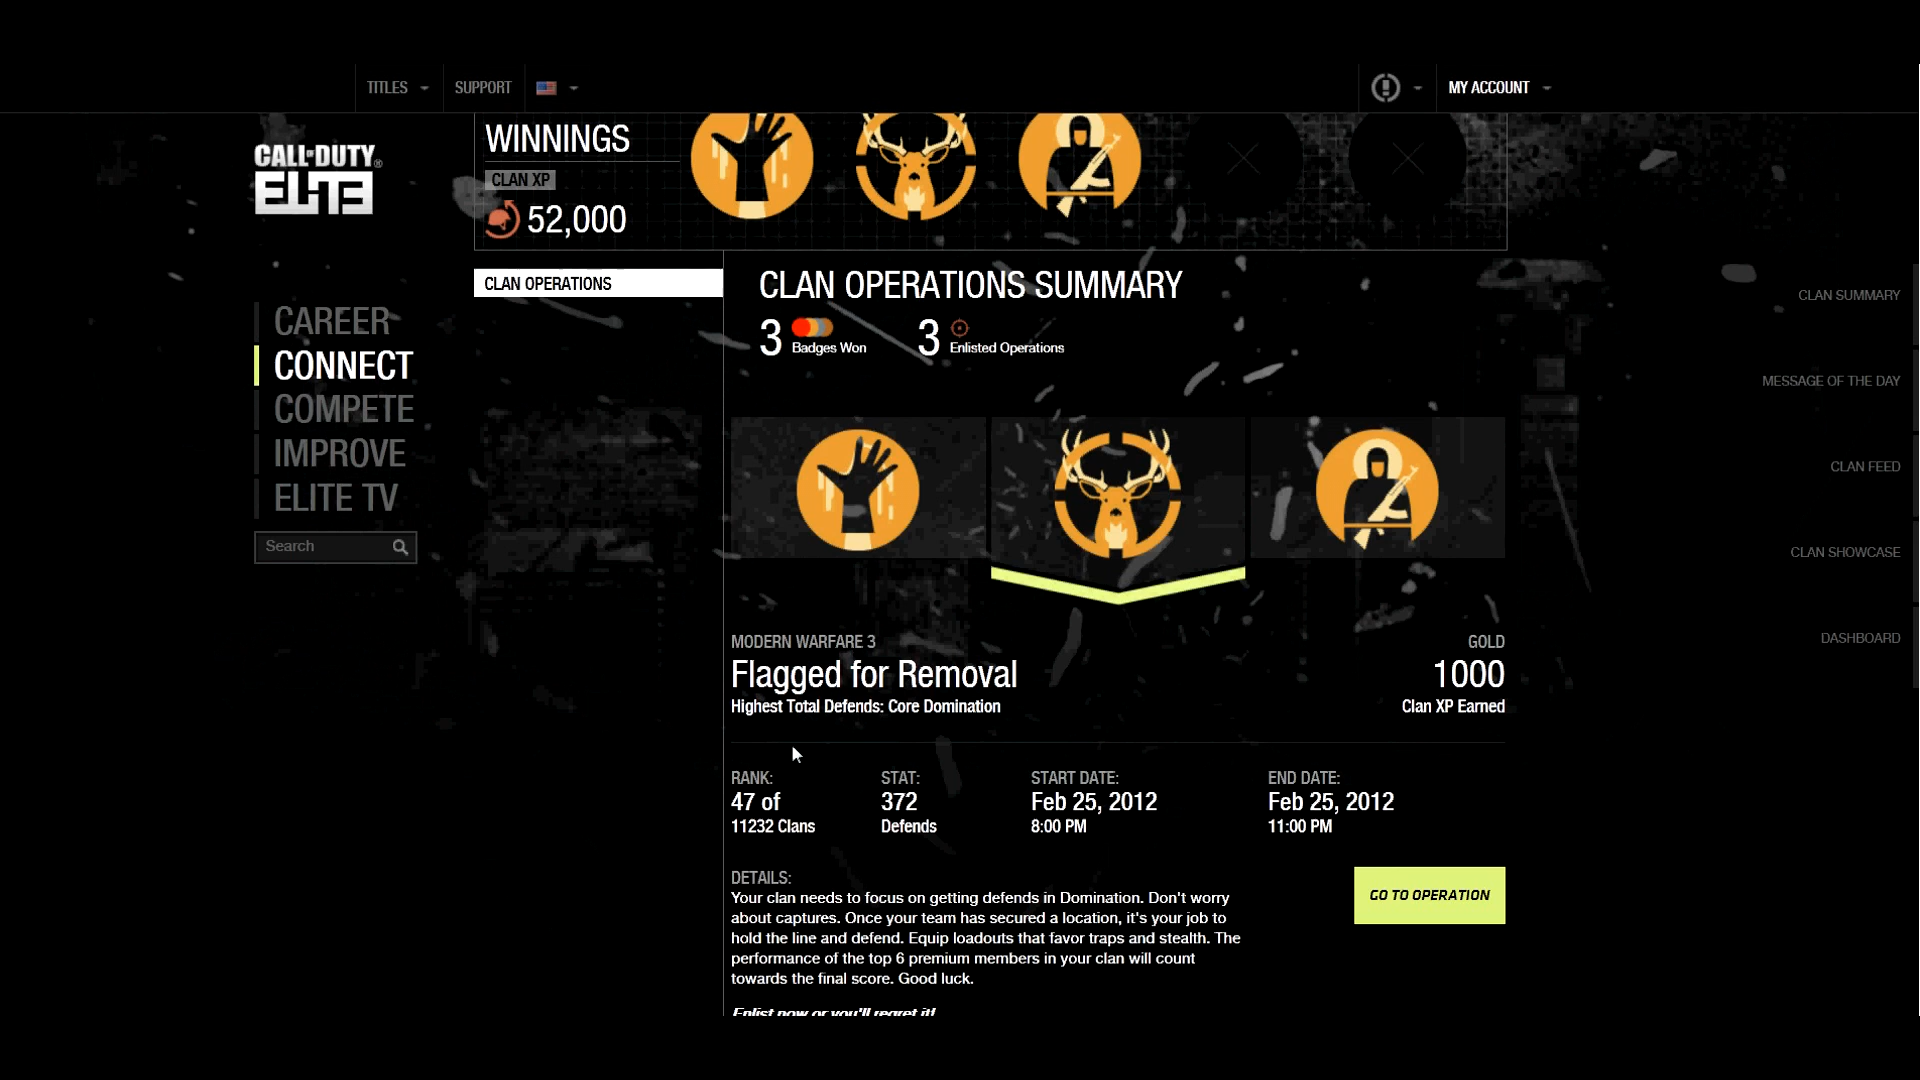 TITLES
SUPPORT
MY ACCOUNT
CALL OF DUTY®
ELITE
WINNINGS
CLAN XP
52,000
CAREER
CONNECT
COMPETE
IMPROVE
ELITE TV
Search
CLAN OPERATIONS
CLAN OPERATIONS SUMMARY
3 Badges Won
3 Enlisted Operations
MODERN WARFARE 3
Flagged for Removal
Highest Total Defends: Core Domination
GOLD
1000
Clan XP Earned
RANK:
47 of
11232 Clans
STAT:
372
Defends
START DATE:
Feb 25, 2012
8:00 PM
END DATE:
Feb 25, 2012
11:00 PM
DETAILS:
Your clan needs to focus on getting defends in Domination. Don't worry
about captures. Once your team has secured a location, it's your job to
hold the line and defend. Equip loadouts that favor traps and stealth. The
performance of the top 6 premium members in your clan will count
towards the final score. Good luck.
Enlist now or you'll regret it!
GO TO OPERATION
CLAN SUMMARY
MESSAGE OF THE DAY
CLAN FEED
CLAN SHOWCASE
DASHBOARD